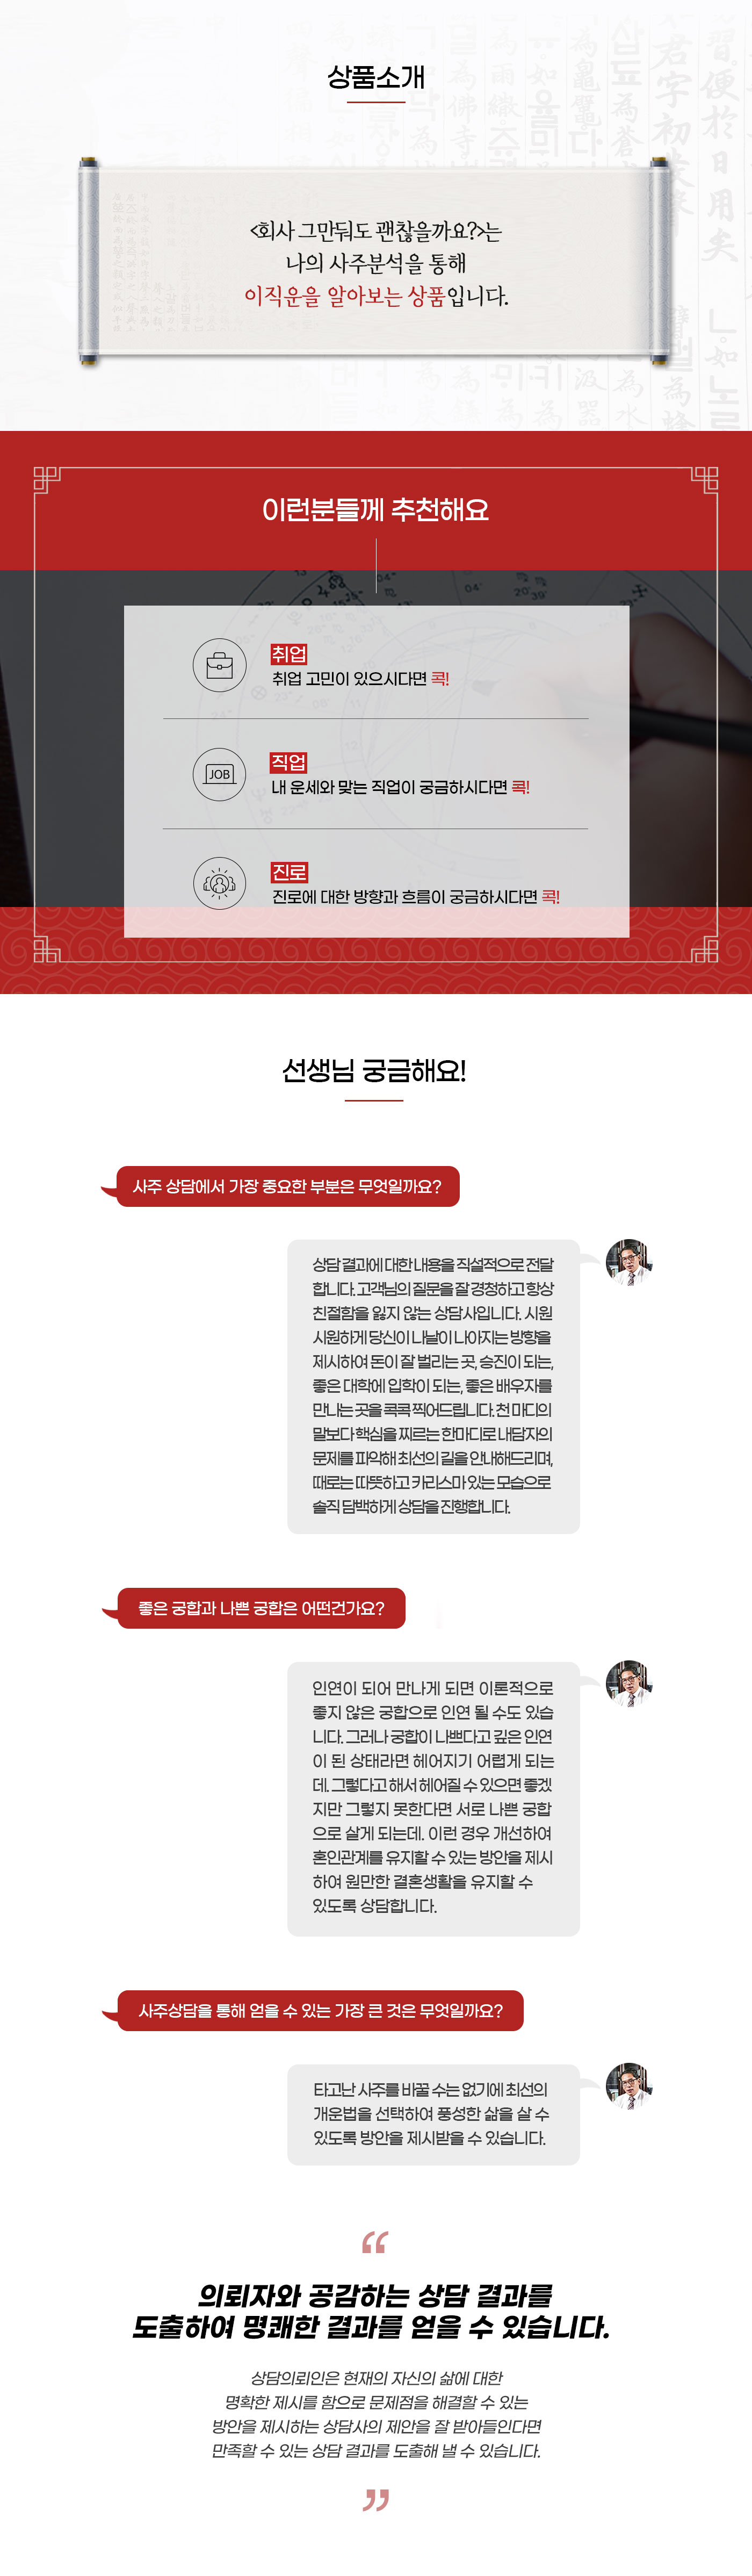 상품소개
<회사 그만둬도 괜찮을까요?>는
나의 사주분석을 통해
이직운을 알아보는 상품입니다.
이런분들께 추천해요
취업
취업 고민이 있으시다면 콕!
JOB
직업
내 운세와 맞는 직업이 궁금하시다면 콕!
진로
진로에 대한 방향과 흐름이 궁금하시다면 콕!
선생님 궁금해요!
사주 상담에서 가장 중요한 부분은 무엇일까요?
상담 결과에 대한 내용을 직설적으로 전달
합니다. 고객님의 질문을 잘 경청하고 항상
친절함을 잃지 않는 상담사입니다. 시원
시원하게 당신이 나날이 나아지는 방향을
제시하여 돈이 잘 벌리는 곳, 승진이 되는,
좋은 대학에 입학이 되는, 좋은 배우자를
만나는 곳을 콕콕 찍어드립니다. 천 마디의
말보다 핵심을 찌르는 한마디로 내담자의
문제를 파악해 최선의 길을 안내해드리며,
때로는 따뜻하고 카리스마 있는 모습으로
솔직 담백하게 상담을 진행합니다.
좋은 궁합과 나쁜 궁합은 어떤건가요?
인연이 되어 만나게 되면 이론적으로
좋지 않은 궁합으로 인연 될 수도 있습
니다. 그러나 궁합이 나쁘다고 깊은 인연
이 된 상태라면 헤어지기 어렵게 되는
데. 그렇다고 해서 헤어질 수 있으면 좋겠
지만 그렇지 못한다면 서로 나쁜 궁합
으로 살게 되는데. 이런 경우 개선하여
혼인관계를 유지할 수 있는 방안을 제시
하여 원만한 결혼생활을 유지할 수
있도록 상담합니다.
사주상담을 통해 얻을 수 있는 가장 큰 것은 무엇일까요?
타고난 사주를 바꿀 수는 없기에 최선의
개운법을 선택하여 풍성한 삶을 살 수
있도록 방안을 제시받을 수 있습니다.
“
의뢰자와 공감하는 상담 결과를
도출하여 명쾌한 결과를 얻을 수 있습니다.
상담의뢰인은 현재의 자신의 삶에 대한
명확한 제시를 함으로 문제점을 해결할 수 있는
방안을 제시하는 상담사의 제안을 잘 받아들인다면
만족할 수 있는 상담 결과를 도출해 낼 수 있습니다.
”